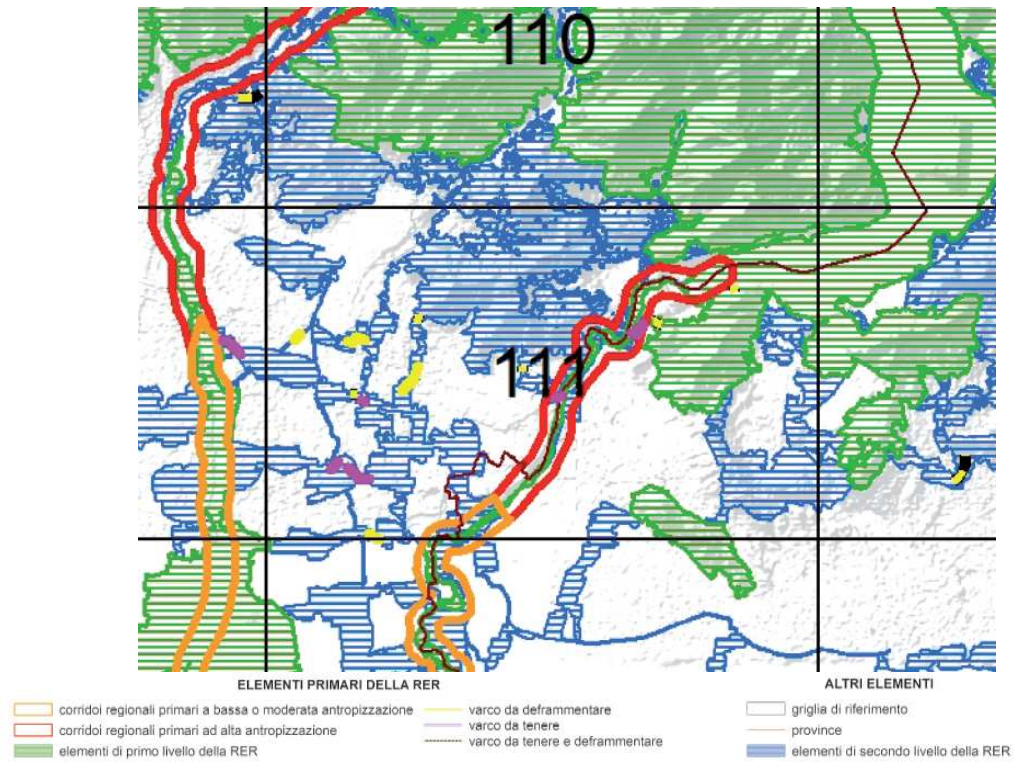 110
111
ELEMENTI PRIMARI DELLA RER
corridoi regionali primari a bassa o moderata antropizzazione
corridoi regionali primari ad alta antropizzazione
elementi di primo livello della RER
varco da deframmentare
varco da tenere
varco da tenere e deframmentare
ALTRI ELEMENTI
griglia di riferimento
province
elementi di secondo livello della RER